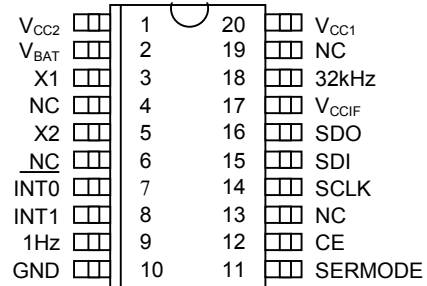 VCC2 1 20 VCC1
VBAT 2 19 NC
X1 3 18 32kHz
NC 4 17 VCCIF
X2 5 16 SDO
NC 6 15 SDI
INT0 7 14 SCLK
INT1 8 13 NC
1Hz 9 12 CE
GND 10 11 SERMODE